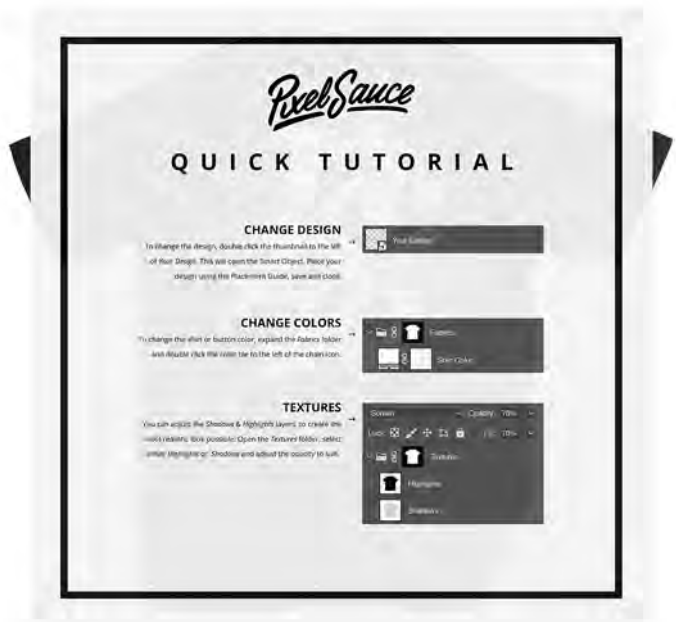 PixelSauce
QUICK TUTORIAL
CHANGE DESIGN
To change the design, double click the thumbnail to the left
of Your Design. This will open the Smart Object. Place your
design using the Placement Guide, save and close.
→
Your Design
CHANGE COLORS
To change the shirt or button color, expand the Fabrics folder
and double click the color tile to the left of the chain icon.
→
Fabrics
Shirt Color
TEXTURES
You can adjust the Shadows & Highlights layers, to create the
most realistic look possible. Open the Textures folder, select
either Highlights or Shadows and adjust the opacity to suit.
→
Screen
Opacity: 70%
Lock:
Fill: 70%
Textures
Highlights
Shadows